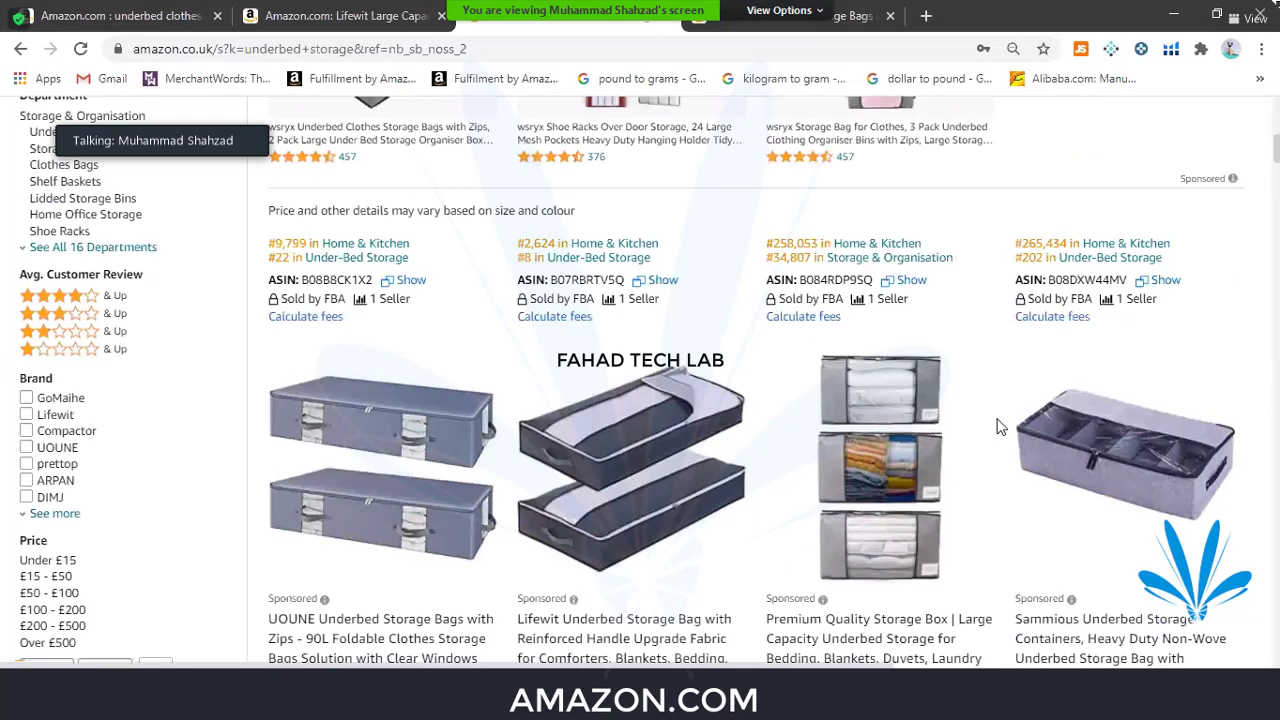 Amazon.com : underbed clothes
Amazon.com: Lifewit Large Capa
You are viewing Muhammad Shahzad's screen
View Options
Bags
View
amazon.co.uk/s?k=underbed+storage&ref=nb_sb_noss_2
JS
Apps
Gmail
MerchantWords: Th...
Fulfillment by Amaz...
Fulfilment by Amaz...
pound to grams - G...
kilogram to gram -...
dollar to pound - G...
Alibaba.com: Manu...
»
Department
Storage & Organisation
Unde
Stora
Talking: Muhammad Shahzad
Clothes Bags
Shelf Baskets
Lidded Storage Bins
Home Office Storage
Shoe Racks
See All 16 Departments
Avg. Customer Review
& Up
& Up
& Up
& Up
Brand
GoMaihe
Lifewit
Compactor
UOUNE
prettop
ARPAN
DIMJ
See more
Price
Under £15
£15 - £50
£50 - £100
£100 - £200
£200 - £500
Over £500
wsryx Underbed Clothes Storage Bags with Zips,
2 Pack Large Under Bed Storage Organiser Box...
457
wsryx Shoe Racks Over Door Storage, 24 Large
Mesh Pockets Heavy Duty Hanging Holder Tidy...
376
wsryx Storage Bag for Clothes, 3 Pack Underbed
Clothing Organiser Bins with Zips, Large Storag...
457
Sponsored
Price and other details may vary based on size and colour
#9,799 in Home & Kitchen
#22 in Under-Bed Storage
ASIN: B08B8CK1X2 Show
Sold by FBA 1 Seller
Calculate fees
#2,624 in Home & Kitchen
#8 in Under-Bed Storage
ASIN: B07RBRTV5Q Show
Sold by FBA 1 Seller
Calculate fees
#258,053 in Home & Kitchen
#34,807 in Storage & Organisation
ASIN: B084RDP9SQ Show
Sold by FBA 1 Seller
Calculate fees
#265,434 in Home & Kitchen
#202 in Under-Bed Storage
ASIN: B08DXW44MV Show
Sold by FBA 1 Seller
Calculate fees
FAHAD TECH LAB
Sponsored
UOUNE Underbed Storage Bags with
Zips - 90L Foldable Clothes Storage
Bags Solution with Clear Windows
Sponsored
Lifewit Underbed Storage Bag with
Reinforced Handle Upgrade Fabric
for Comforters, Blankets, Bedding,
Sponsored
Premium Quality Storage Box | Large
Capacity Underbed Storage for
Bedding, Blankets, Duvets, Laundry
Sponsored
Sammious Underbed Storage
Containers, Heavy Duty Non-Wove
Underbed Storage Bag with
AMAZON.COM